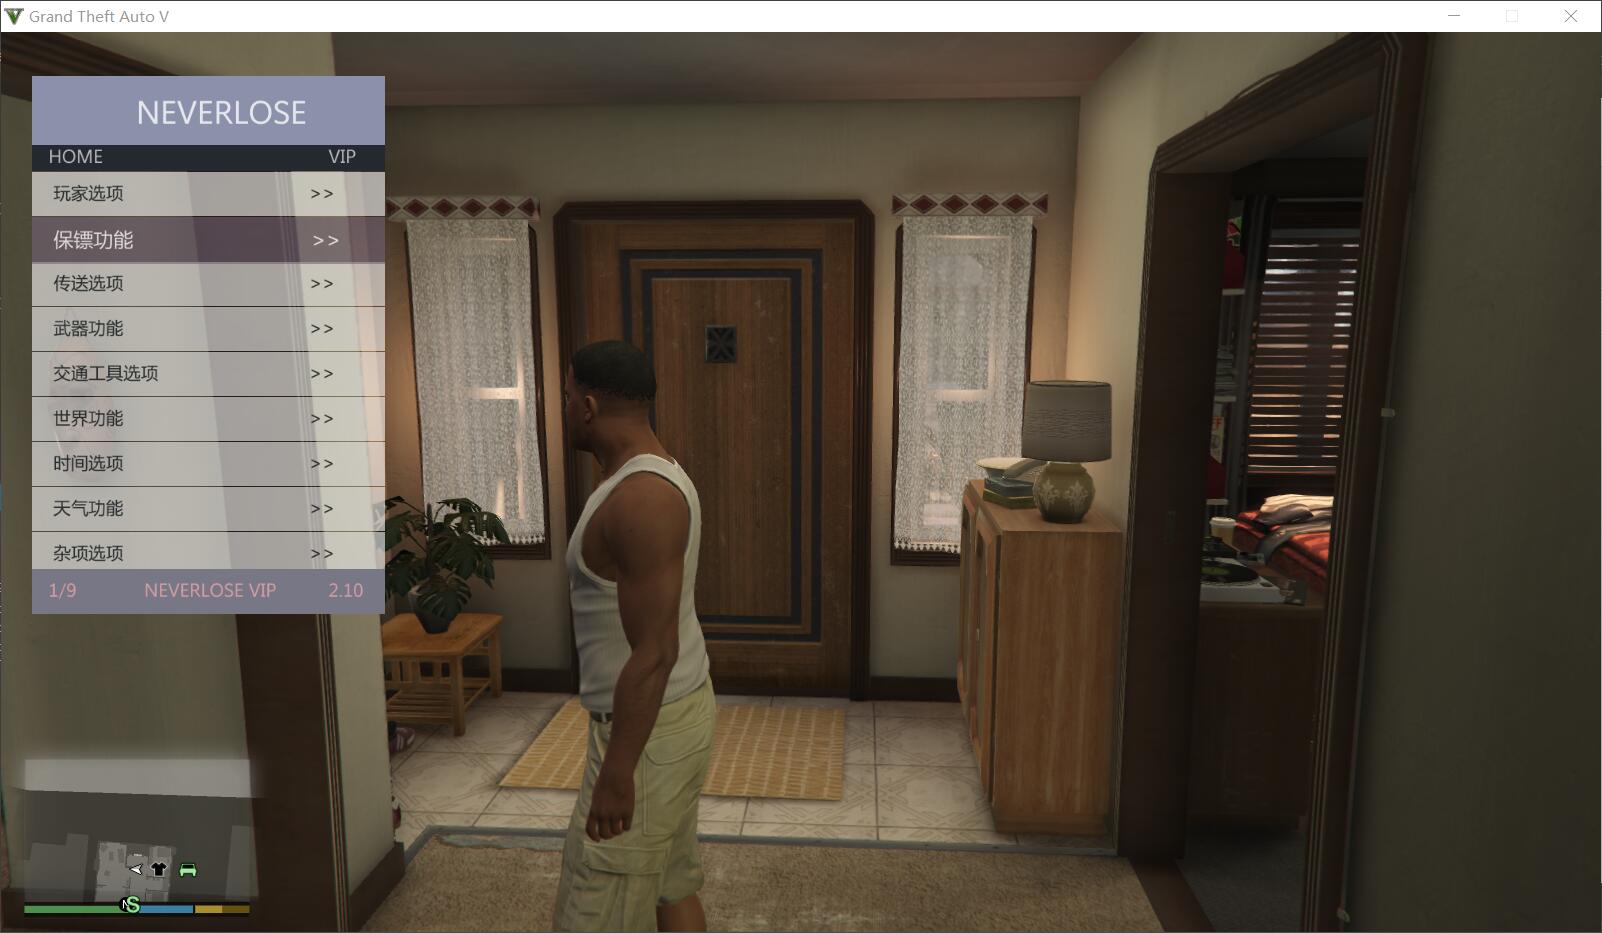 Grand Theft Auto V
NEVERLOSE
HOME VIP
玩家选项 >>
保镖功能 >>
传送选项 >>
武器功能 >>
交通工具选项 >>
世界功能 >>
时间选项 >>
天气功能 >>
杂项选项 >>
1/9 NEVERLOSE VIP 2.10
N S